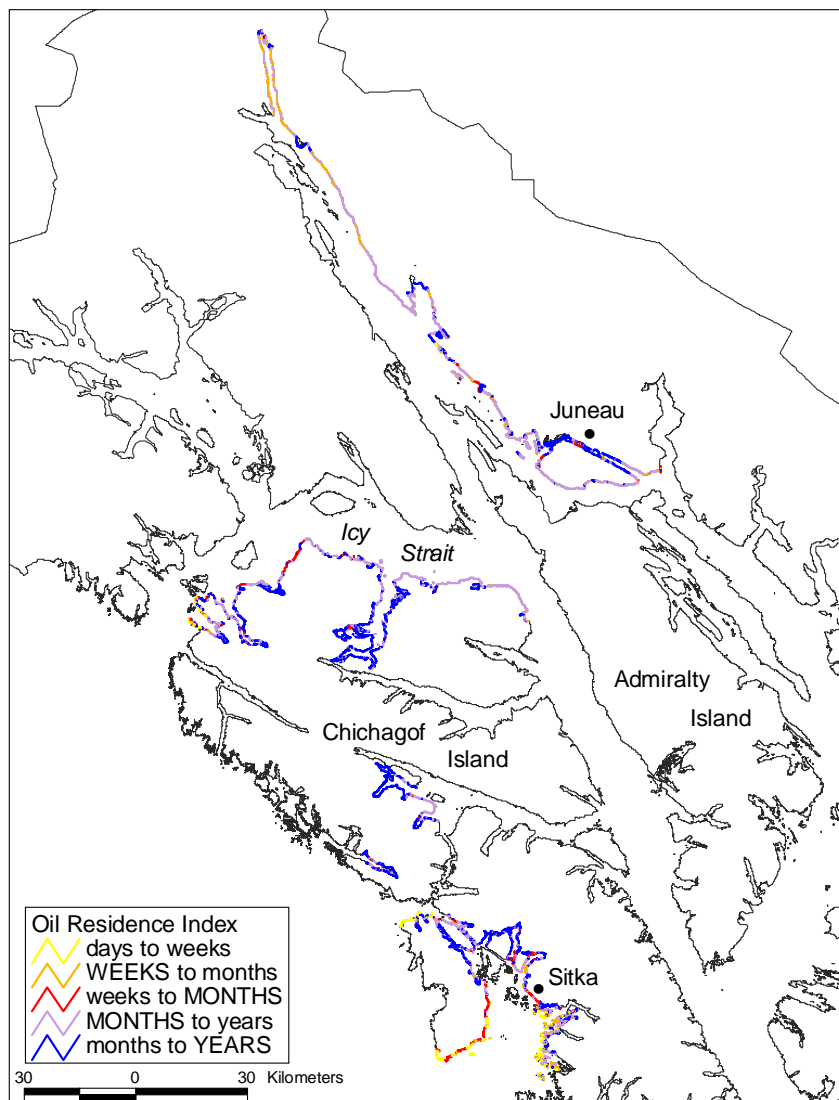 Juneau
Icy
Strait
Admiralty
Island
Chichagof
Island
Sitka
Oil Residence Index
days to weeks
WEEKS to months
weeks to MONTHS
MONTHS to years
months to YEARS
30 0 30 Kilometers